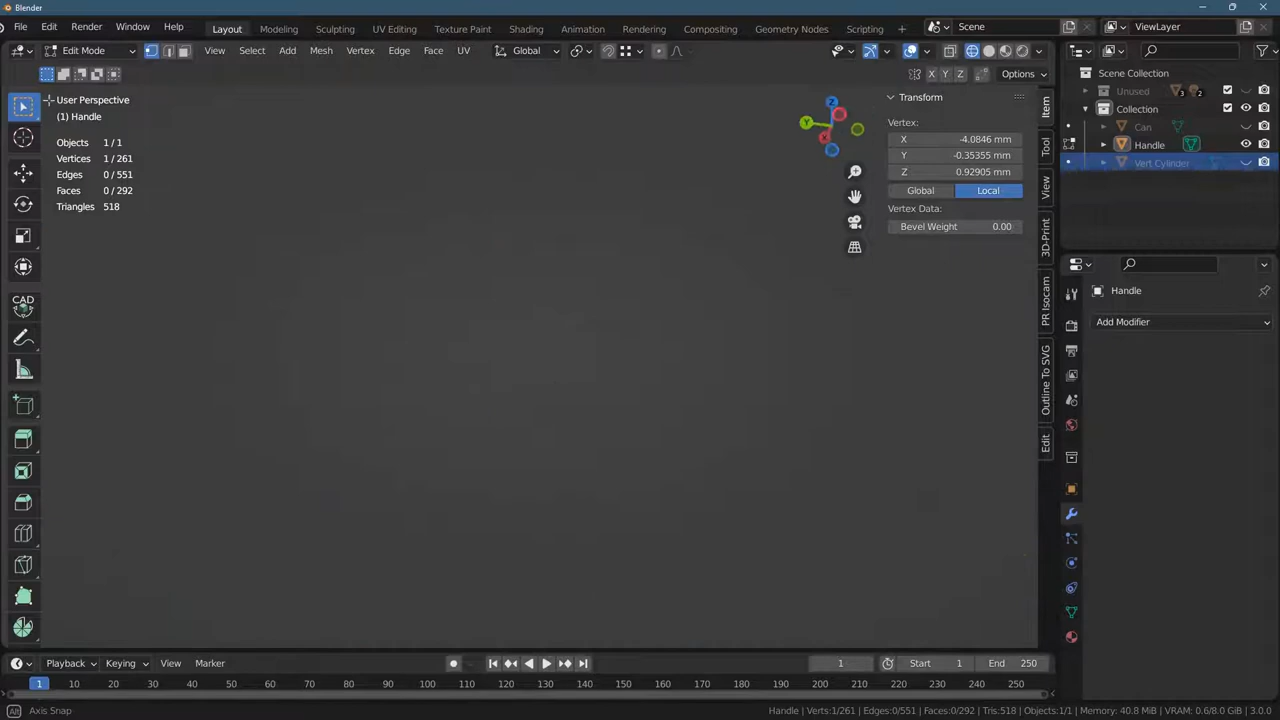 Blender
File Edit Render Window Help Layout Modeling Sculpting UV Editing Texture Paint Shading Animation Rendering Compositing Geometry Nodes Scripting + Scene ViewLayer
Edit Mode View Select Add Mesh Vertex Edge Face UV Global
X Y Z Options
User Perspective
(1) Handle
Objects 1 / 1
Vertices 1 / 261
Edges 0 / 551
Faces 0 / 292
Triangles 518
CAD
Z
Y
X
Transform
Vertex:
X -4.0846 mm
Y -0.35355 mm
Z 0.92905 mm
Global Local
Vertex Data:
Bevel Weight 0.00
Item
Tool
View
3D-Print
PR Isocam
Outline To SVG
Edit
Scene Collection
Unused 3 2
Collection
Can
Handle
Vert Cylinder
Handle
Add Modifier
Playback Keying View Marker 1 Start 1 End 250
1 10 20 30 40 50 60 70 80 90 100 110 120 130 140 150 160 170 180 190 200 210 220 230 240 250
Alt Axis Snap Handle | Verts:1/261 | Edges:0/551 | Faces:0/292 | Tris:518 | Objects:1/1 | Memory: 40.8 MiB | VRAM: 0.6/8.0 GiB | 3.0.0